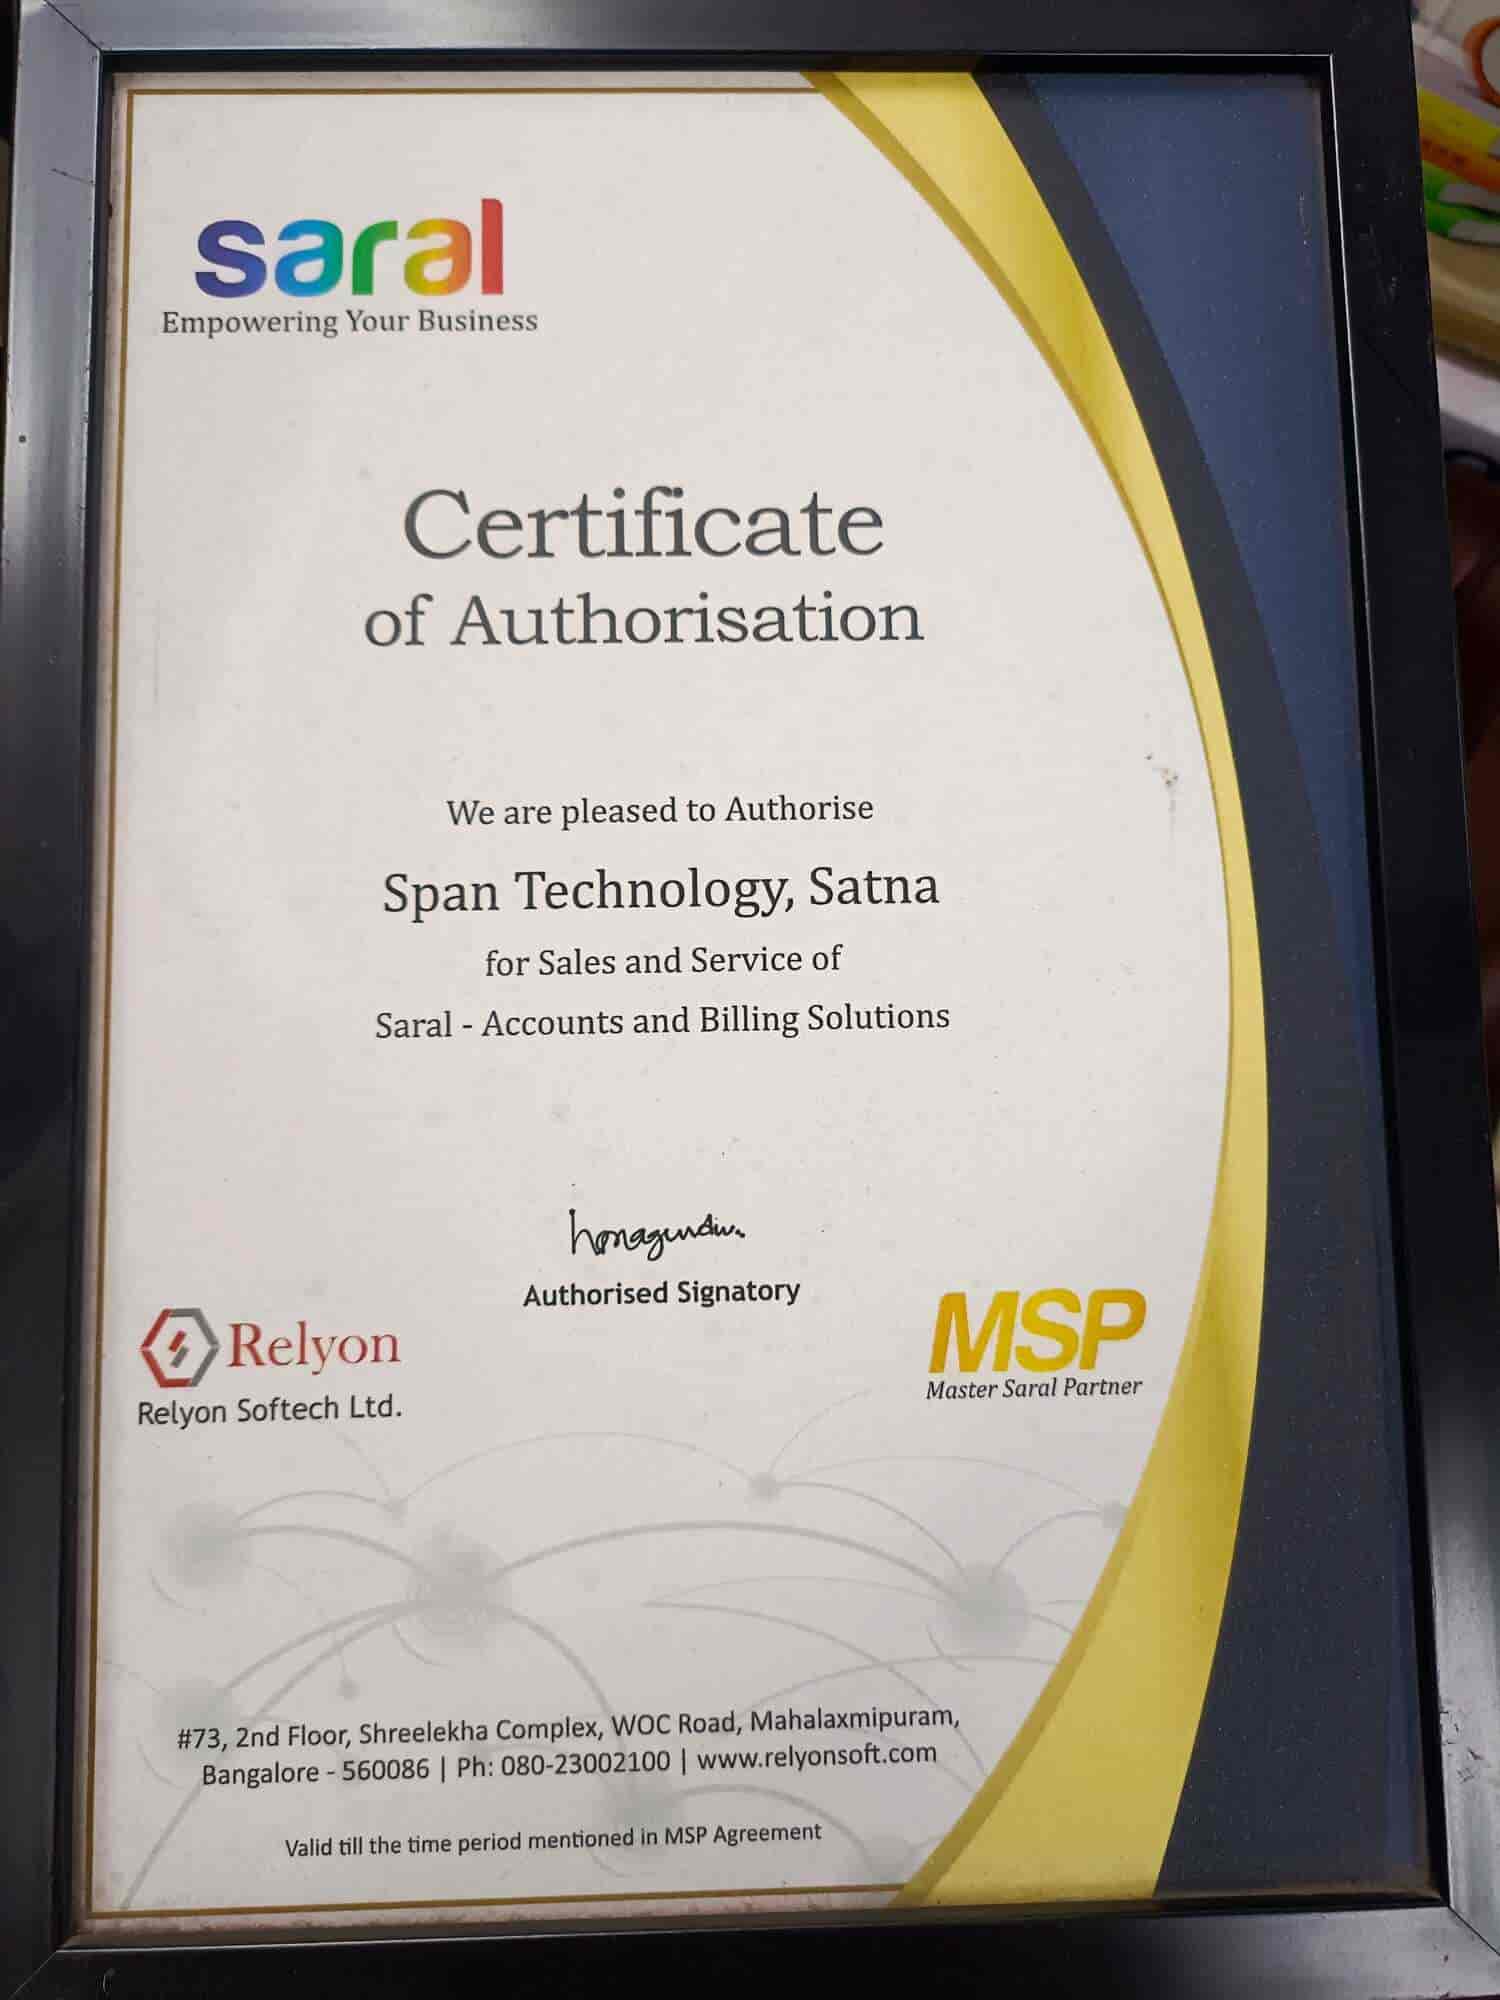 saral
Empowering Your Business
Certificate
of Authorisation
We are pleased to Authorise
Span Technology, Satna
for Sales and Service of
Saral - Accounts and Billing Solutions
Authorised Signatory
Relyon
Relyon Softech Ltd.
MSP
Master Saral Partner
#73, 2nd Floor, Shreelekha Complex, WOC Road, Mahalaxmipuram,
Bangalore - 560086 | Ph: 080-23002100 | www.relyonsoft.com
Valid till the time period mentioned in MSP Agreement